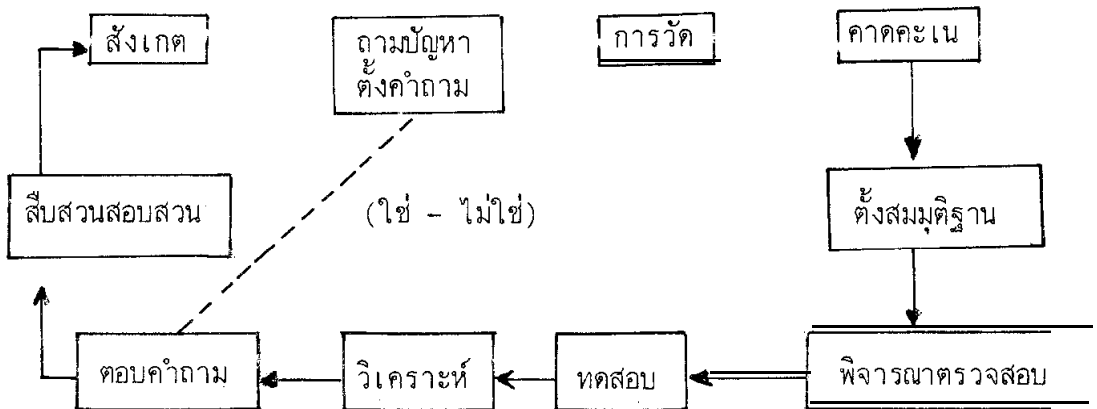 สังเกต
ถามปัญหา
ตั้งคำถาม
การวัด
คาดคะเน
สืบสวนสอบสวน
(ใช่ - ไม่ใช่)
ตั้งสมมุติฐาน
ตอบคำถาม
วิเคราะห์
ทดสอบ
พิจารณาตรวจสอบ